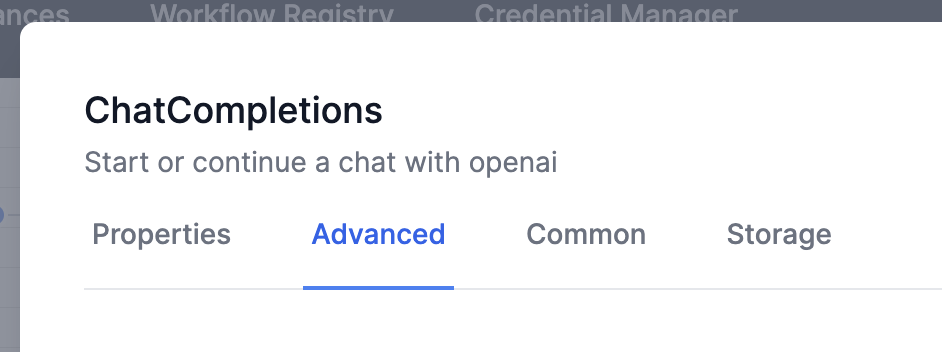 ances Workflow Registry Credential Manager
ChatCompletions
Start or continue a chat with openai
Properties Advanced Common Storage